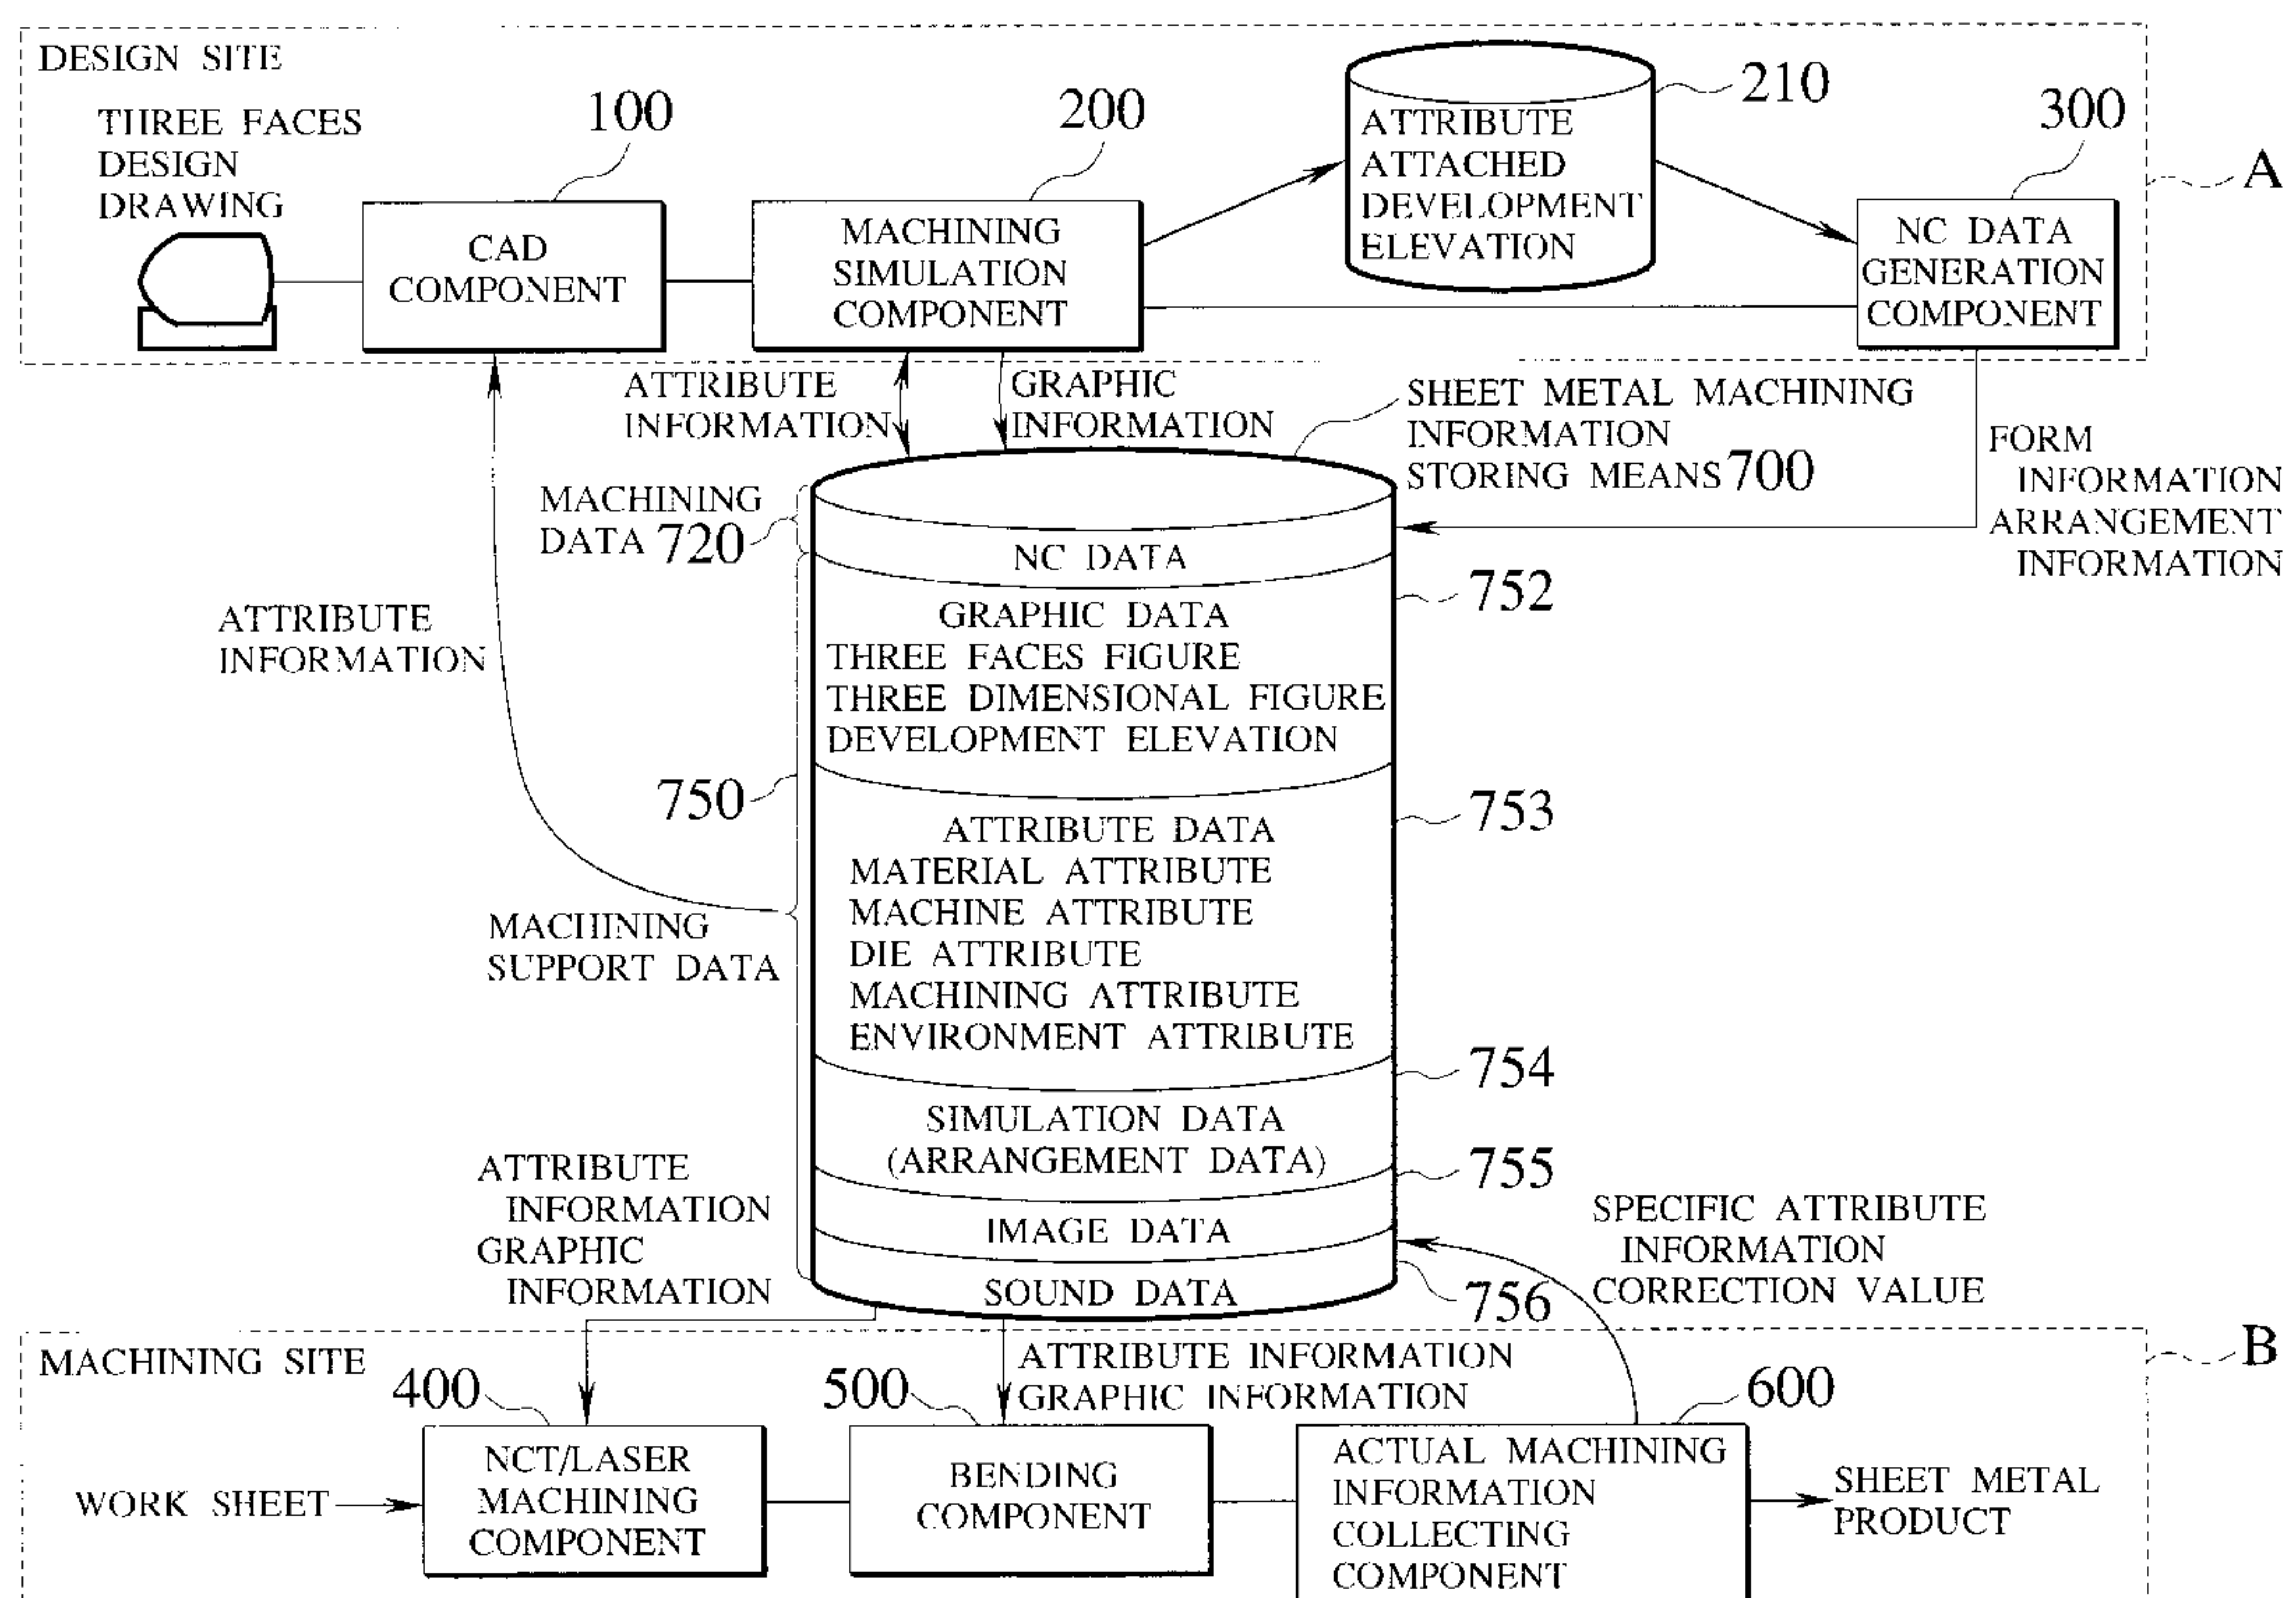 DESIGN SITE
THREE FACES
DESIGN
DRAWING
100
CAD
COMPONENT
200
MACHINING
SIMULATION
COMPONENT
210
ATTRIBUTE
ATTACHED
DEVELOPMENT
ELEVATION
300
NC DATA
GENERATION
COMPONENT
A
ATTRIBUTE
INFORMATION
GRAPHIC
INFORMATION
SHEET METAL MACHINING
INFORMATION
STORING MEANS 700
FORM
INFORMATION
ARRANGEMENT
INFORMATION
MACHINING
DATA 720
NC DATA
752
GRAPHIC DATA
THREE FACES FIGURE
THREE DIMENSIONAL FIGURE
DEVELOPMENT ELEVATION
ATTRIBUTE
INFORMATION
750
753
ATTRIBUTE DATA
MATERIAL ATTRIBUTE
MACHINE ATTRIBUTE
DIE ATTRIBUTE
MACHINING ATTRIBUTE
ENVIRONMENT ATTRIBUTE
MACHINING
SUPPORT DATA
754
SIMULATION DATA
(ARRANGEMENT DATA)
755
IMAGE DATA
SOUND DATA
756
ATTRIBUTE
INFORMATION
GRAPHIC
INFORMATION
SPECIFIC ATTRIBUTE
INFORMATION
CORRECTION VALUE
MACHINING SITE
B
ATTRIBUTE INFORMATION
GRAPHIC INFORMATION
400
500
600
WORK SHEET
NCT/LASER
MACHINING
COMPONENT
BENDING
COMPONENT
ACTUAL MACHINING
INFORMATION
COLLECTING
COMPONENT
SHEET METAL
PRODUCT